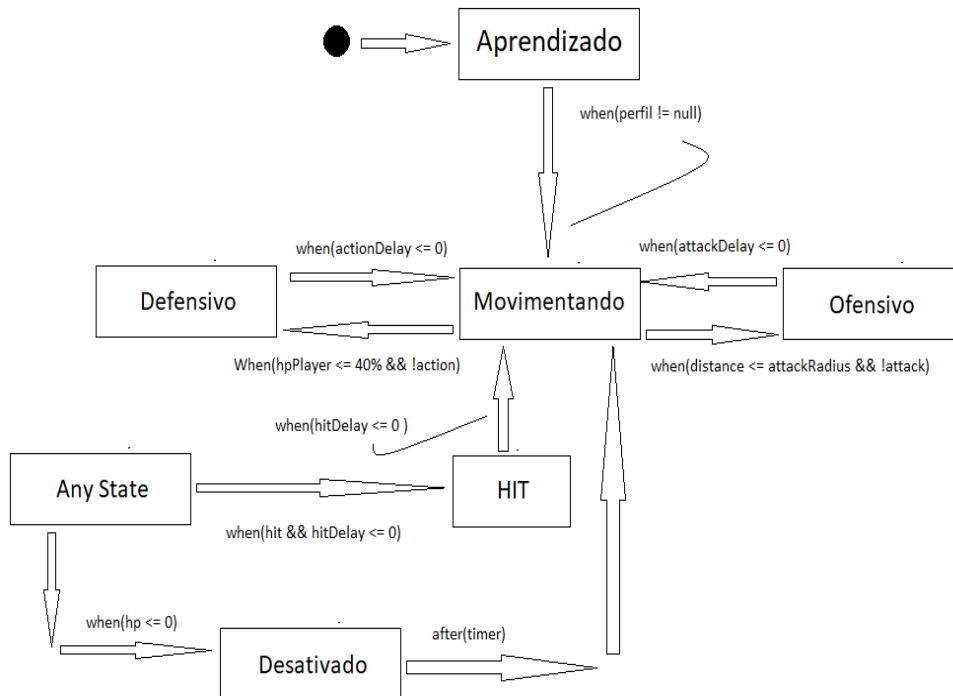 Aprendizado
when(perfil != null)
when(actionDelay <= 0)
when(attackDelay <= 0)
Defensivo
Movimentando
Ofensivo
When(hpPlayer <= 40% && !action)
when(distance <= attackRadius && !attack)
when(hitDelay <= 0 )
Any State
HIT
when(hit && hitDelay <= 0)
when(hp <= 0)
after(timer)
Desativado